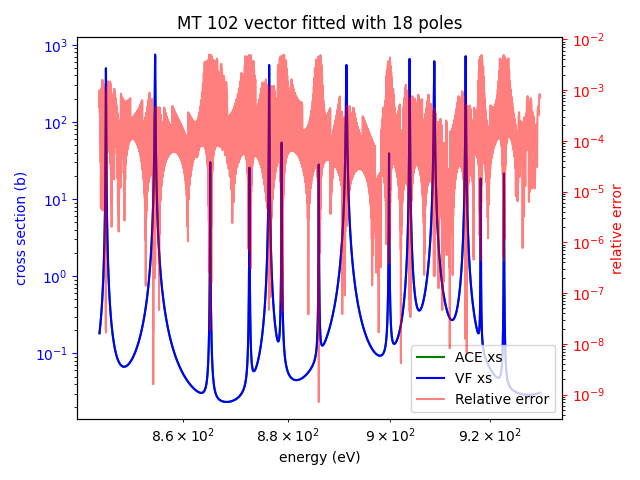 MT 102 vector fitted with 18 poles
10³
10²
10¹
10⁰
10⁻¹
cross section (b)
10⁻²
10⁻³
10⁻⁴
10⁻⁵
10⁻⁶
10⁻⁷
10⁻⁸
10⁻⁹
relative error
ACE xs
VF xs
Relative error
8.6 × 10²
8.8 × 10²
9 × 10²
9.2 × 10²
energy (eV)